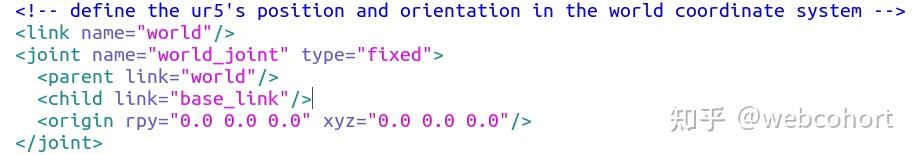 <!-- define the ur5's position and orientation in the world coordinate system -->
<link name="world"/>
<joint name="world_joint" type="fixed">
  <parent link="world"/>
  <child link="base_link"/>
  <origin rpy="0.0 0.0 0.0" xyz="0.0 0.0 0.0"/>
</joint>
知乎 @webcohort